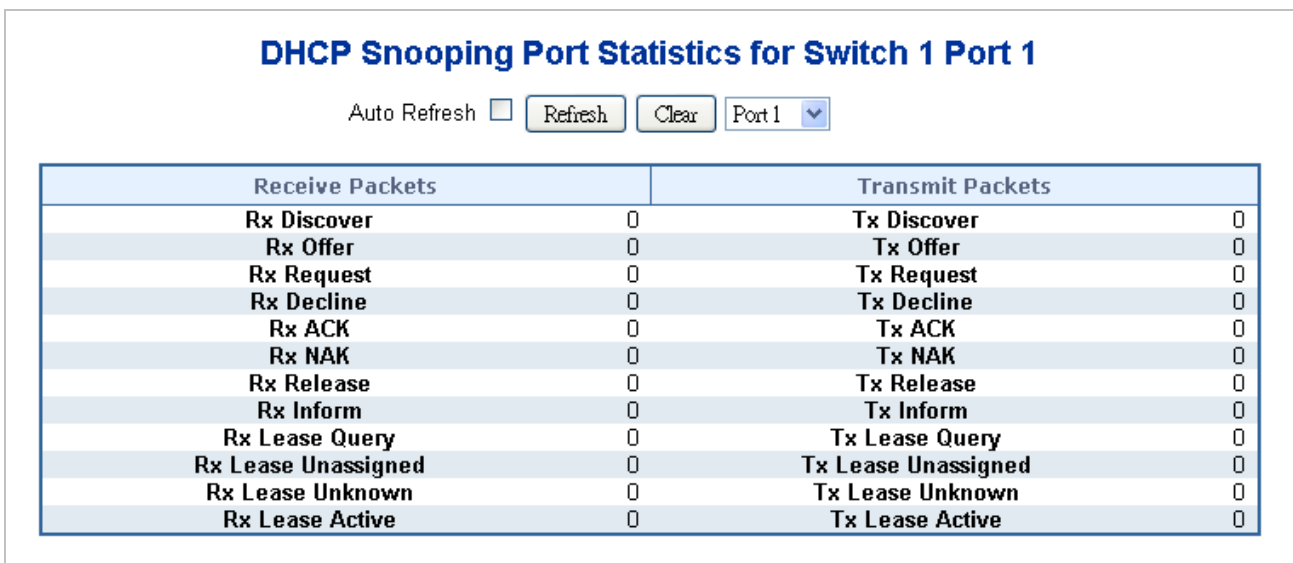 DHCP Snooping Port Statistics for Switch 1 Port 1
Auto Refresh Refresh Clear Port 1
Receive Packets Transmit Packets
Rx Discover 0 Tx Discover 0
Rx Offer 0 Tx Offer 0
Rx Request 0 Tx Request 0
Rx Decline 0 Tx Decline 0
Rx ACK 0 Tx ACK 0
Rx NAK 0 Tx NAK 0
Rx Release 0 Tx Release 0
Rx Inform 0 Tx Inform 0
Rx Lease Query 0 Tx Lease Query 0
Rx Lease Unassigned 0 Tx Lease Unassigned 0
Rx Lease Unknown 0 Tx Lease Unknown 0
Rx Lease Active 0 Tx Lease Active 0